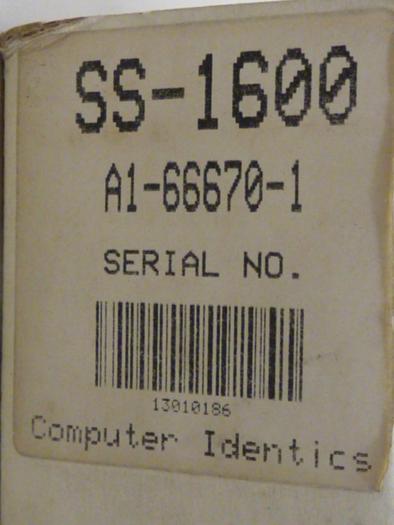 SS-1600
A1-66670-1
SERIAL NO.
13010186
Computer Identics